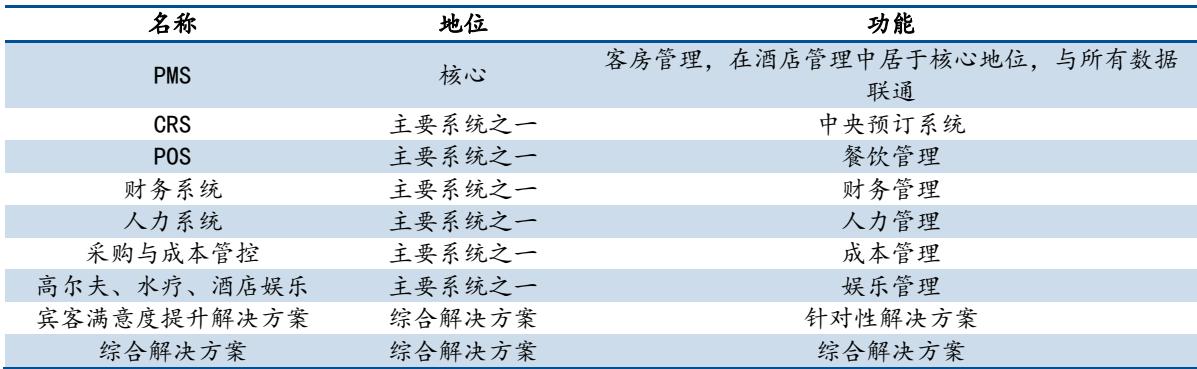 名称 地位 功能
PMS 核心 客房管理，在酒店管理中居于核心地位，与所有数据
联通
CRS 主要系统之一 中央预订系统
POS 主要系统之一 餐饮管理
财务系统 主要系统之一 财务管理
人力系统 主要系统之一 人力管理
采购与成本管控 主要系统之一 成本管理
高尔夫、水疗、酒店娱乐 主要系统之一 娱乐管理
宾客满意度提升解决方案 综合解决方案 针对性解决方案
综合解决方案 综合解决方案 综合解决方案